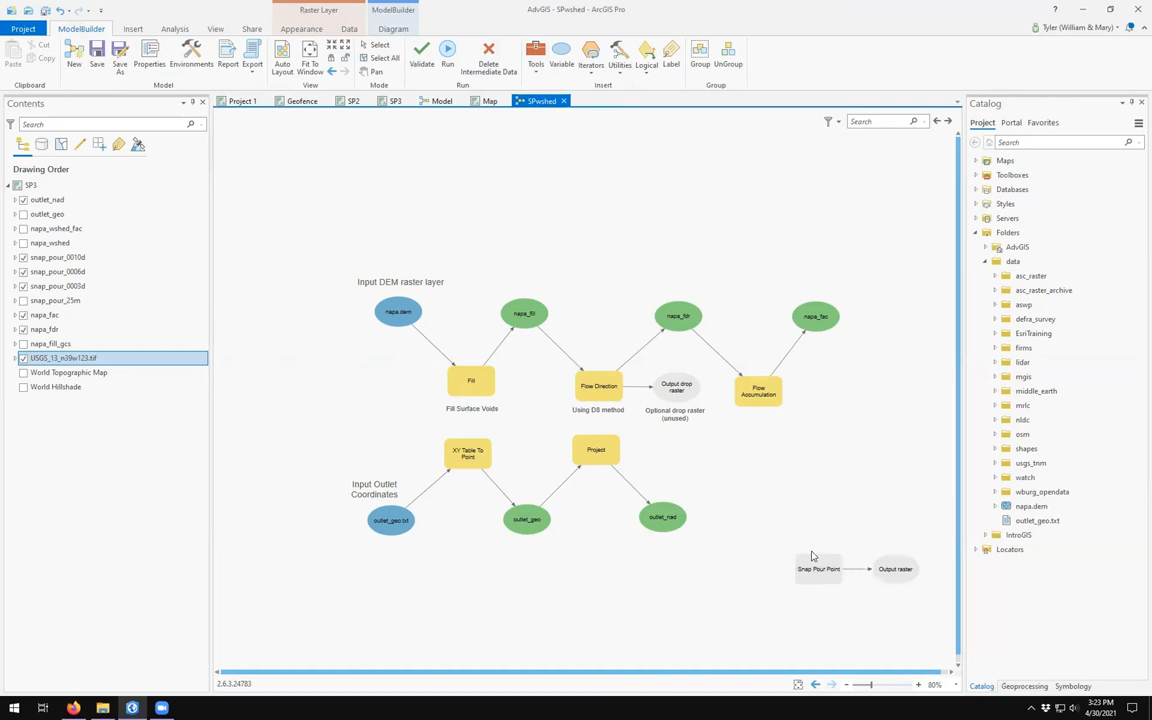 Raster Layer
ModelBuilder
AdvGIS - SPwshed - ArcGIS Pro
?
Project
ModelBuilder
Insert
Analysis
View
Share
Appearance
Data
Diagram
Tyler (William & Mary)
Paste
Cut
Copy
New
Save
Save
As
Properties
Environments
Report
Export
Auto
Layout
Fit To
Window
Select
Select All
Pan
Validate
Run
Delete
Intermediate Data
Tools
Variable
Iterators
Utilities
Logical
Label
Group
UnGroup
Clipboard
Model
View
Mode
Run
Insert
Group
Contents
Search
Drawing Order
SP3
outlet_nad
outlet_geo
napa_wshed_fac
napa_wshed
snap_pour_0010d
snap_pour_0006d
snap_pour_0003d
snap_pour_25m
napa_fac
napa_fdr
napa_fill_gcs
USGS_13_n39w123.tif
World Topographic Map
World Hillshade
Project 1
Geofence
SP2
SP3
Model
Map
SPwshed
Search
Input DEM raster layer
napa.dem
napa_fill
napa_fdr
napa_fac
Fill
Flow Direction
Output drop
raster
Flow
Accumulation
Fill Surface Voids
Using D8 method
Optional drop raster
(unused)
XY Table To
Point
Project
Input Outlet
Coordinates
outlet_geo.txt
outlet_geo
outlet_nad
Snap Pour Point
Output raster
2.6.3.24783
80%
Catalog
Project
Portal
Favorites
Search
Maps
Toolboxes
Databases
Styles
Servers
Folders
AdvGIS
data
asc_raster
asc_raster_archive
aswp
defra_survey
EsriTraining
firms
lidar
mgis
middle_earth
mrlc
nldc
osm
shapes
usgs_tnm
watch
wburg_opendata
napa.dem
outlet_geo.txt
IntroGIS
Locators
Catalog
Geoprocessing
Symbology
3:23 PM
4/30/2021